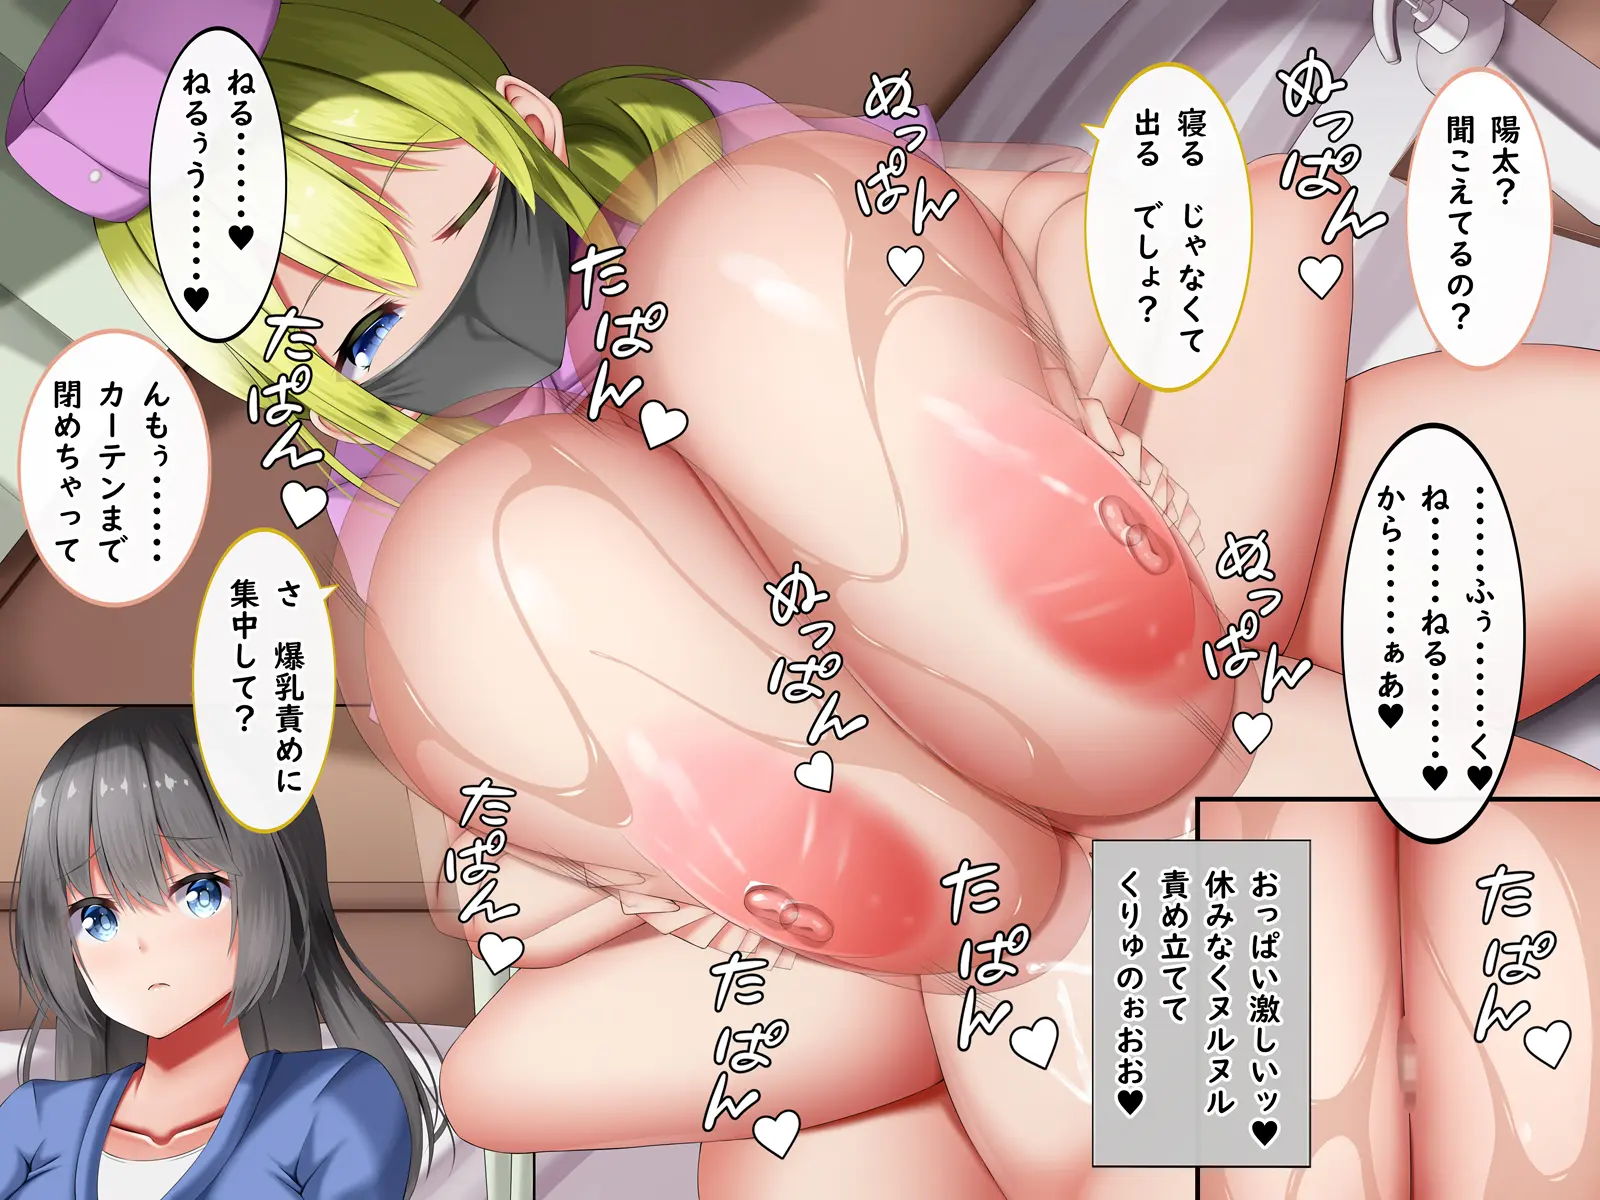 陽太？
聞こえてるの？
寝る じゃなくて
出る でしょ？
ねる‥‥‥♥
ねるぅう‥‥‥‥♥
‥‥‥‥ふぅ‥‥‥‥く♥
ね‥‥‥ねる‥‥‥‥♥
から‥‥‥‥ぁあ♥
んもぅ‥‥‥‥
カーテンまで
閉めちゃって
さ 爆乳責めに
集中して？
おっぱい激しいッ♥
休みなくヌルヌル
責め立てて
くりゅのぉおお♥
ぬっぱん♡
ぬっぱん♡
たぱん♡
たぱん♡
ぬっぱん♡
ぬっぱん♡
たぱん♡
たぱん♡
たぱん♡
たぱん♡